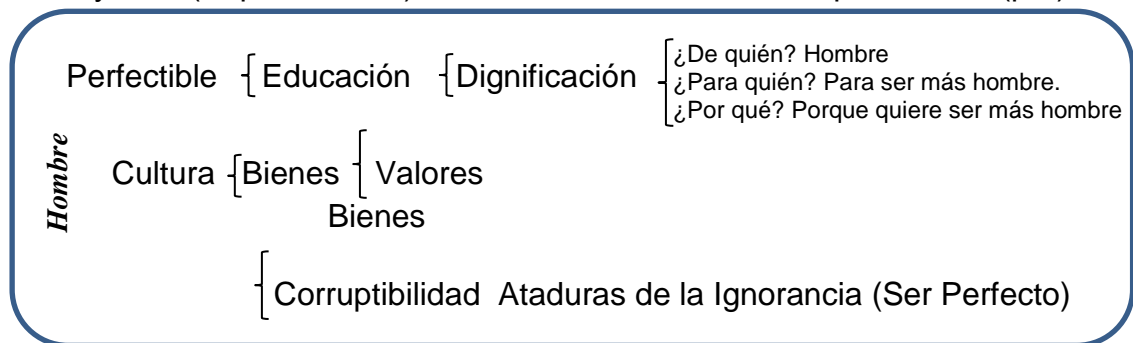 Perfectible Educación Dignificación
¿De quién? Hombre
¿Para quién? Para ser más hombre.
¿Por qué? Porque quiere ser más hombre
Hombre
Cultura Bienes Valores
Bienes
Corruptibilidad Ataduras de la Ignorancia (Ser Perfecto)